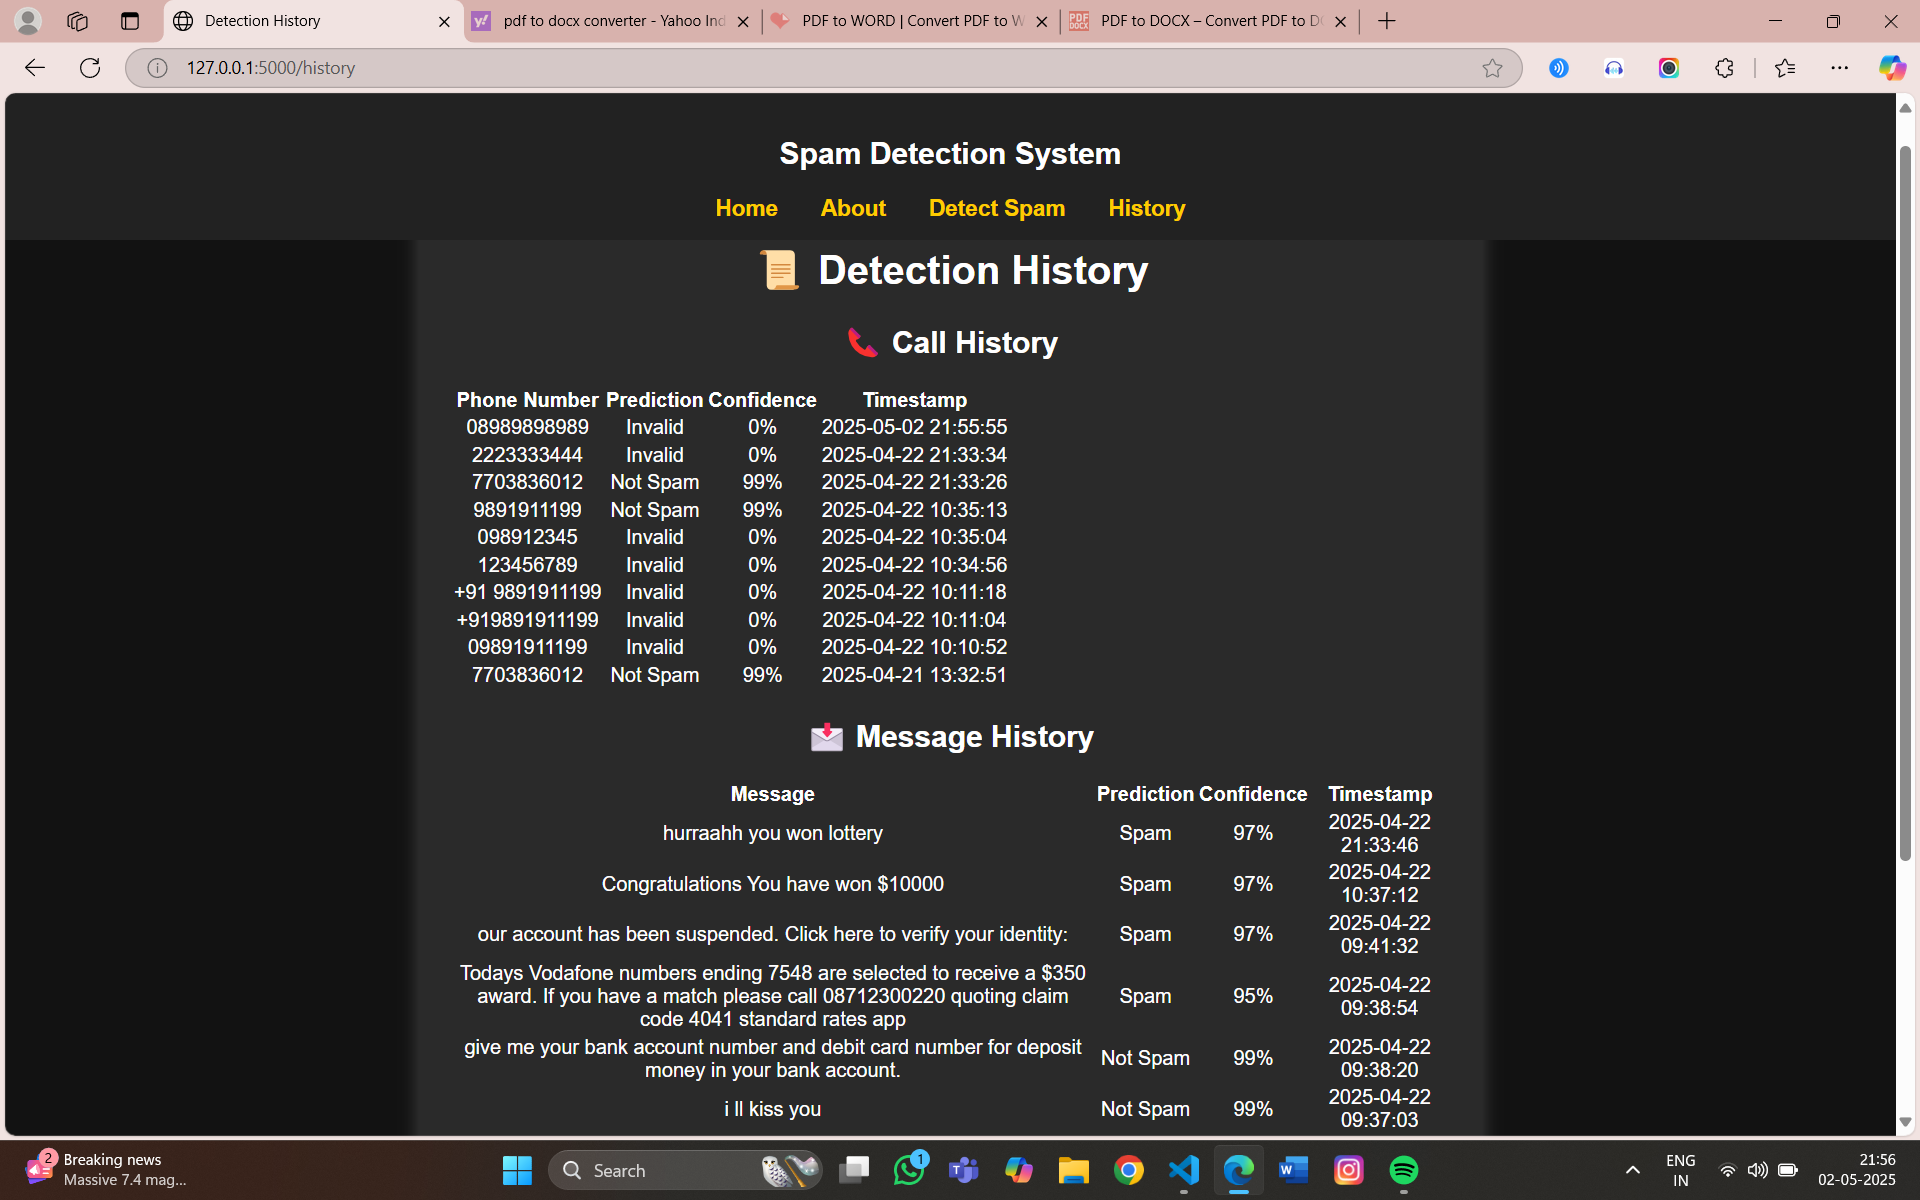 Detection History
pdf to docx converter - Yahoo Ind
PDF to WORD | Convert PDF to W
PDF to DOCX – Convert PDF to D
127.0.0.1:5000/history
Spam Detection System
Home About Detect Spam History
Detection History
Call History
Phone Number Prediction Confidence Timestamp
08989898989 Invalid 0% 2025-05-02 21:55:55
2223333444 Invalid 0% 2025-04-22 21:33:34
7703836012 Not Spam 99% 2025-04-22 21:33:26
9891911199 Not Spam 99% 2025-04-22 10:35:13
098912345 Invalid 0% 2025-04-22 10:35:04
123456789 Invalid 0% 2025-04-22 10:34:56
+91 9891911199 Invalid 0% 2025-04-22 10:11:18
+919891911199 Invalid 0% 2025-04-22 10:11:04
09891911199 Invalid 0% 2025-04-22 10:10:52
7703836012 Not Spam 99% 2025-04-21 13:32:51
Message History
Message Prediction Confidence Timestamp
hurraahh you won lottery Spam 97% 2025-04-22
21:33:46
Congratulations You have won $10000 Spam 97% 2025-04-22
10:37:12
our account has been suspended. Click here to verify your identity: Spam 97% 2025-04-22
09:41:32
Todays Vodafone numbers ending 7548 are selected to receive a $350
award. If you have a match please call 08712300220 quoting claim Spam 95% 2025-04-22
code 4041 standard rates app 09:38:54
give me your bank account number and debit card number for deposit Not Spam 99% 2025-04-22
money in your bank account. 09:38:20
i ll kiss you Not Spam 99% 2025-04-22
09:37:03
2
Breaking news
Massive 7.4 mag...
Search
1
ENG
IN
21:56
02-05-2025